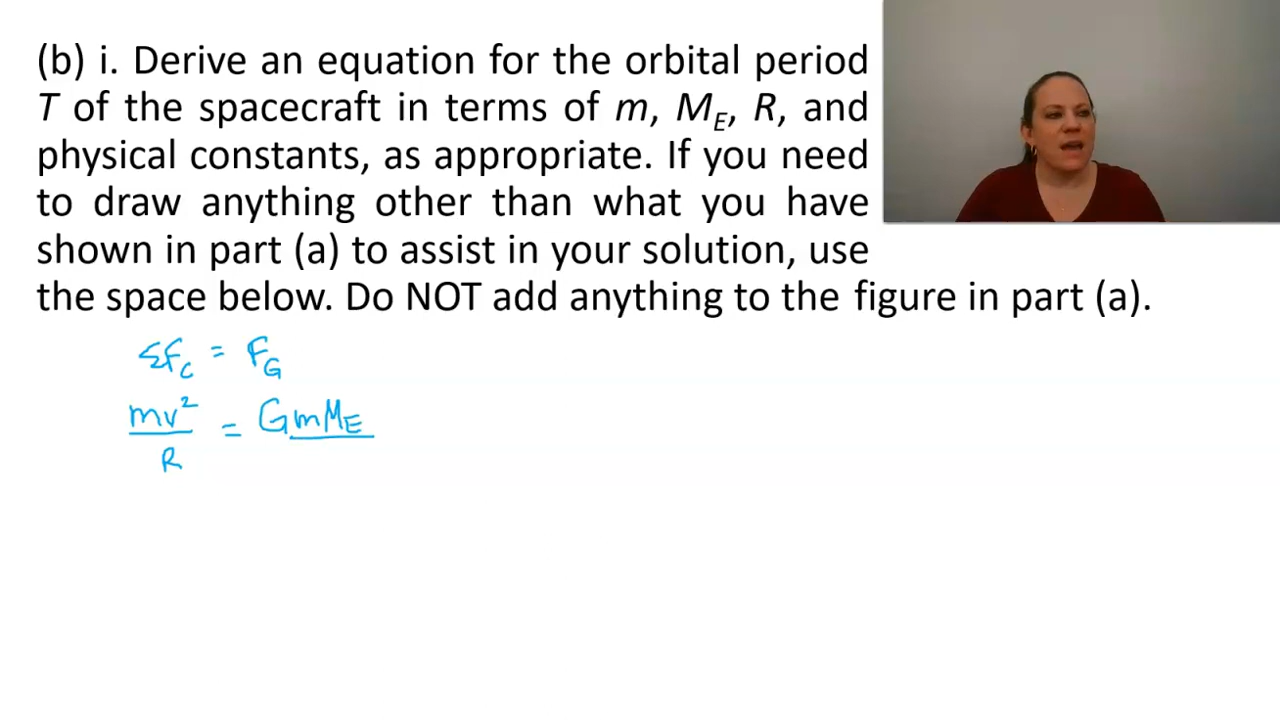 (b) i. Derive an equation for the orbital period
T of the spacecraft in terms of m, M_E, R, and
physical constants, as appropriate. If you need
to draw anything other than what you have
shown in part (a) to assist in your solution, use
the space below. Do NOT add anything to the figure in part (a).
ΣF_C = F_G
mv²/R = GmM_E